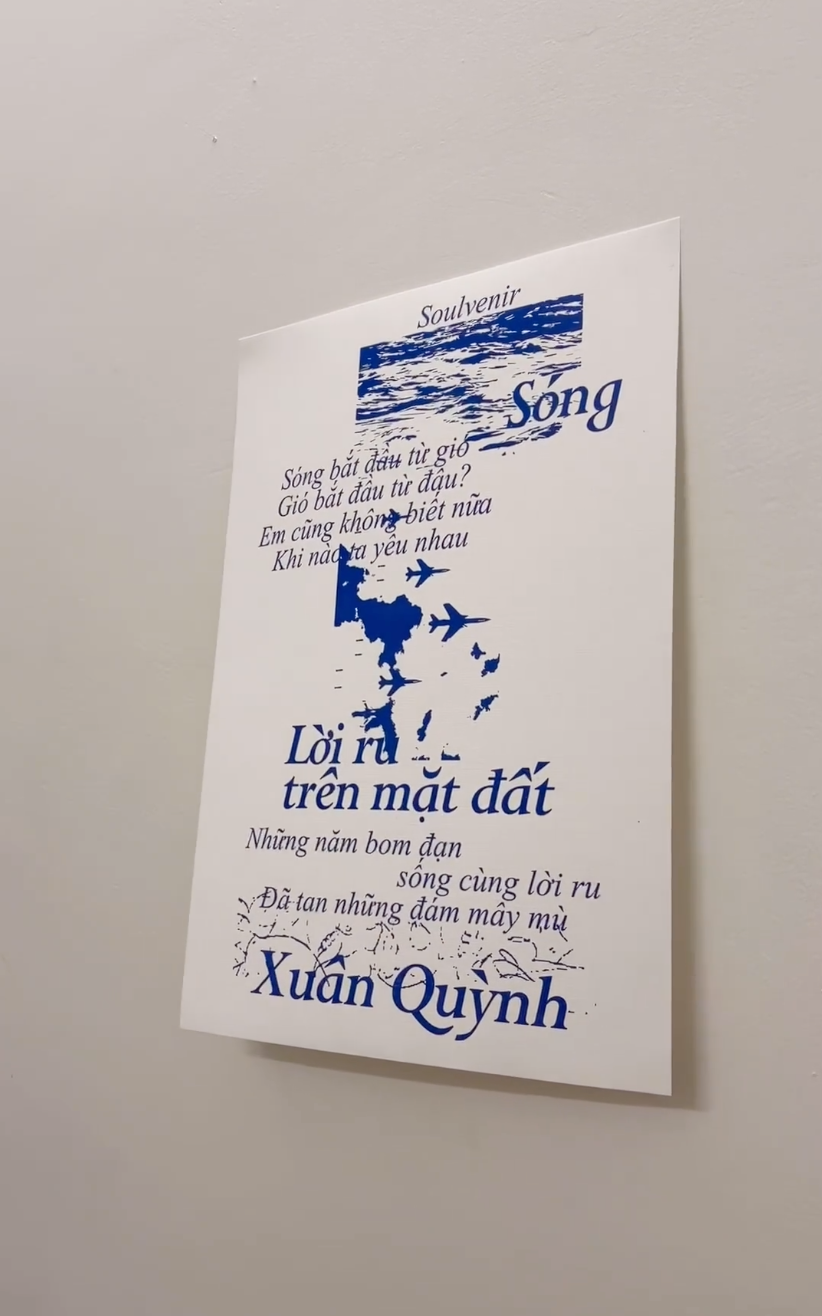 Soulvenir
Sóng
Sóng bắt đầu từ gió
Gió bắt đầu từ đâu?
Em cũng không biết nữa
Khi nào ta yêu nhau
Lời ru
trên mặt đất
Những năm bom đạn
sống cùng lời ru
Đã tan những đám mây mù
Xuân Quỳnh